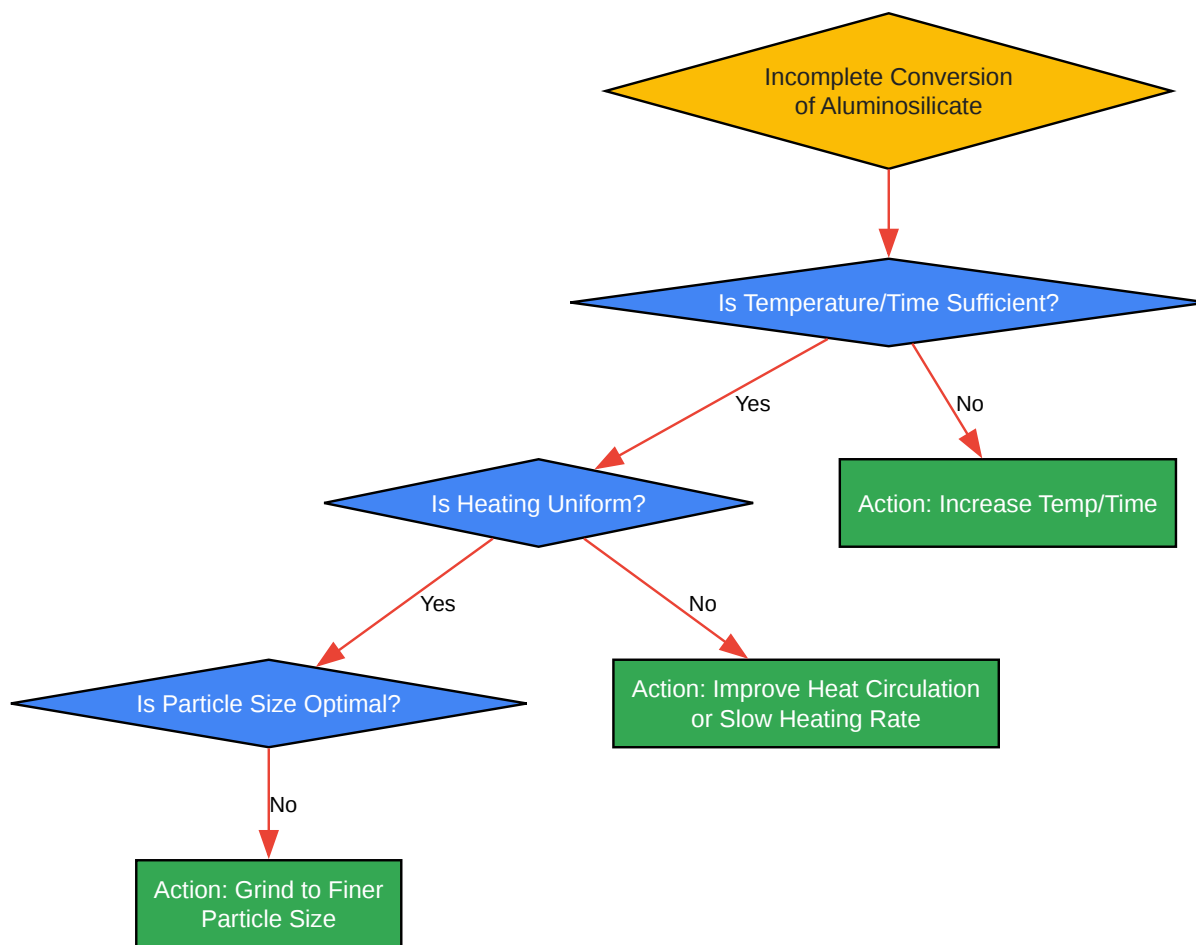 Incomplete Conversion
of Aluminosilicate
Is Temperature/Time Sufficient?
Yes
No
Is Heating Uniform?
Action: Increase Temp/Time
Yes
No
Is Particle Size Optimal?
Action: Improve Heat Circulation
or Slow Heating Rate
No
Action: Grind to Finer
Particle Size